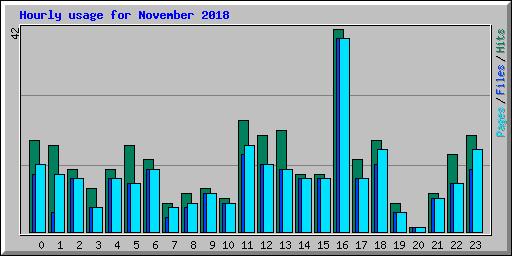 Hourly usage for November 2018
42
Pages / Files / Hits
0 1 2 3 4 5 6 7 8 9 10 11 12 13 14 15 16 17 18 19 20 21 22 23